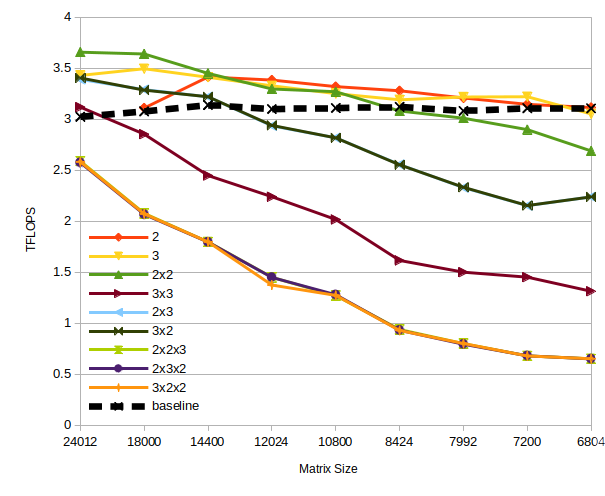 4
3.5
3
2.5
2
1.5
1
0.5
0
TFLOPS
2
3
2x2
3x3
2x3
3x2
2x2x3
2x3x2
3x2x2
baseline
24012 18000 14400 12024 10800 8424 7992 7200 6804
Matrix Size